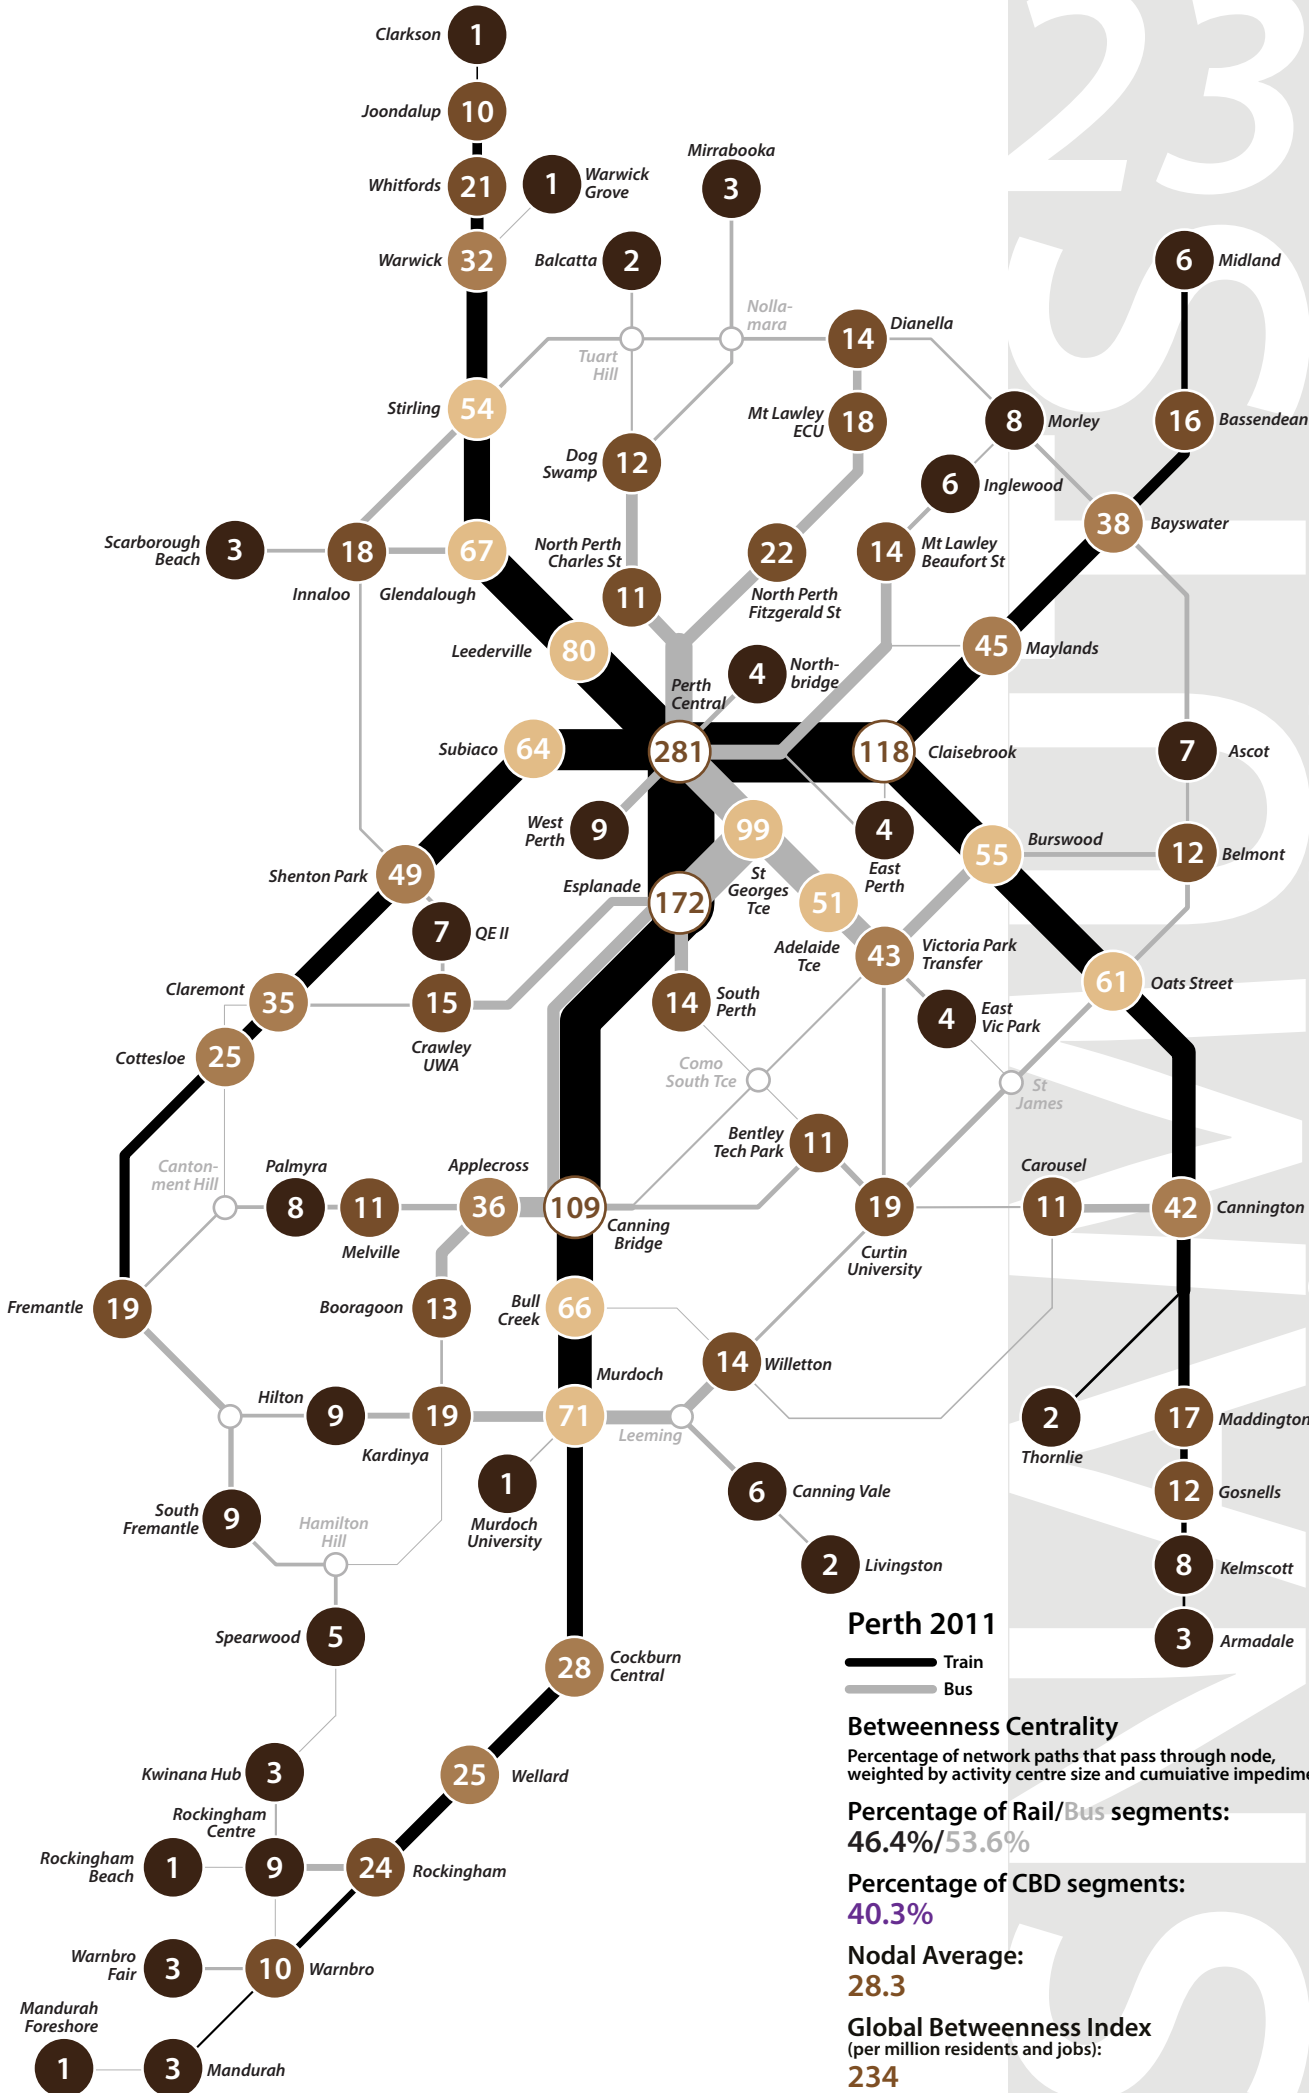 23
Clarkson
1
Joondalup
10
Whitfords
21
1
Warwick
Grove
Mirrabooka
3
Warwick
32
Balcatta
2
6
Midland
Nolla-
mara
Tuart
Hill
14
Dianella
Stirling
54
Mt Lawley
ECU
18
8
Morley
16
Bassendean
Dog
Swamp
12
6
Inglewood
38
Bayswater
Scarborough
Beach
3
18
Innaloo
67
Glendalough
North Perth
Charles St
11
22
North Perth
Fitzgerald St
14
Mt Lawley
Beaufort St
Leederville
80
45
Maylands
4
North-
bridge
Perth
Central
281
Subiaco
64
118
Claisebrook
7
Ascot
West
Perth
9
99
St
Georges
Tce
4
East
Perth
55
Burswood
12
Belmont
Shenton Park
49
Esplanade
172
51
Adelaide
Tce
7
QE II
43
Victoria Park
Transfer
61
Oats Street
Claremont
35
15
Crawley
UWA
14
South
Perth
4
East
Vic Park
Cottesloe
25
Como
South Tce
St
James
Bentley
Tech Park
11
Canton-
ment Hill
Palmyra
8
11
Melville
Applecross
36
109
Canning
Bridge
19
Curtin
University
Carousel
11
42
Cannington
Fremantle
19
Booragoon
13
Bull
Creek
66
14
Willetton
Hilton
9
19
Kardinya
Murdoch
71
Leeming
2
Thornlie
17
Maddington
1
Murdoch
University
6
Canning Vale
12
Gosnells
South
Fremantle
9
Hamilton
Hill
2
Livingston
8
Kelmscott
Spearwood
5
3
Armadale
28
Cockburn
Central
Kwinana Hub
3
25
Wellard
Rockingham
Centre
9
Rockingham
Beach
1
24
Rockingham
Warnbro
Fair
3
10
Warnbro
Mandurah
Foreshore
1
3
Mandurah
Perth 2011
Train
Bus
Betweenness Centrality
Percentage of network paths that pass through node,
weighted by activity centre size and cumuiative impedime
Percentage of Rail/Bus segments:
46.4%/53.6%
Percentage of CBD segments:
40.3%
Nodal Average:
28.3
Global Betweenness Index
(per million residents and jobs):
234